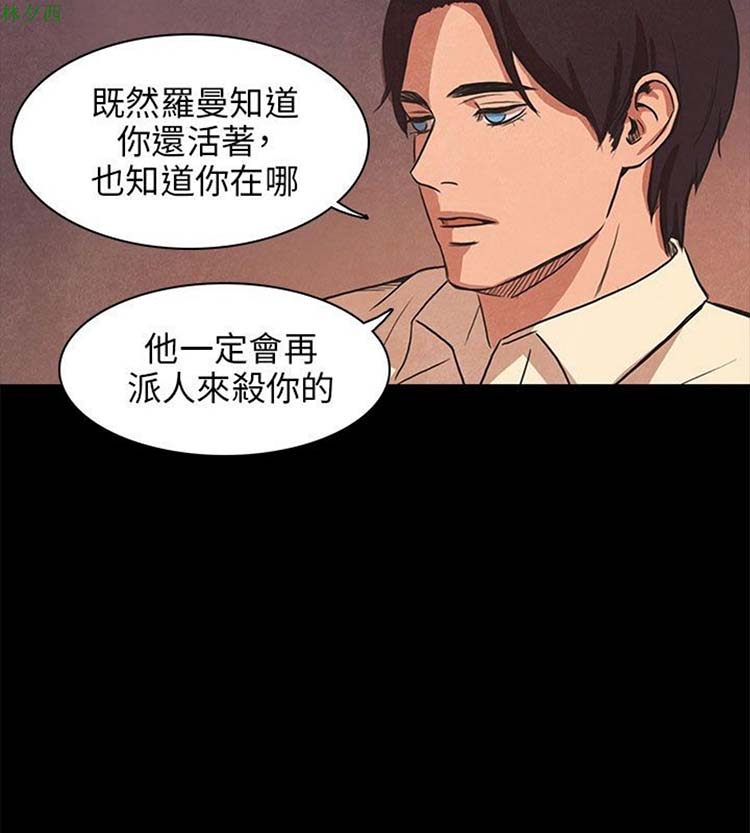 林夕西
既然羅曼知道
你還活著，
也知道你在哪
他一定會再
派人來殺你的